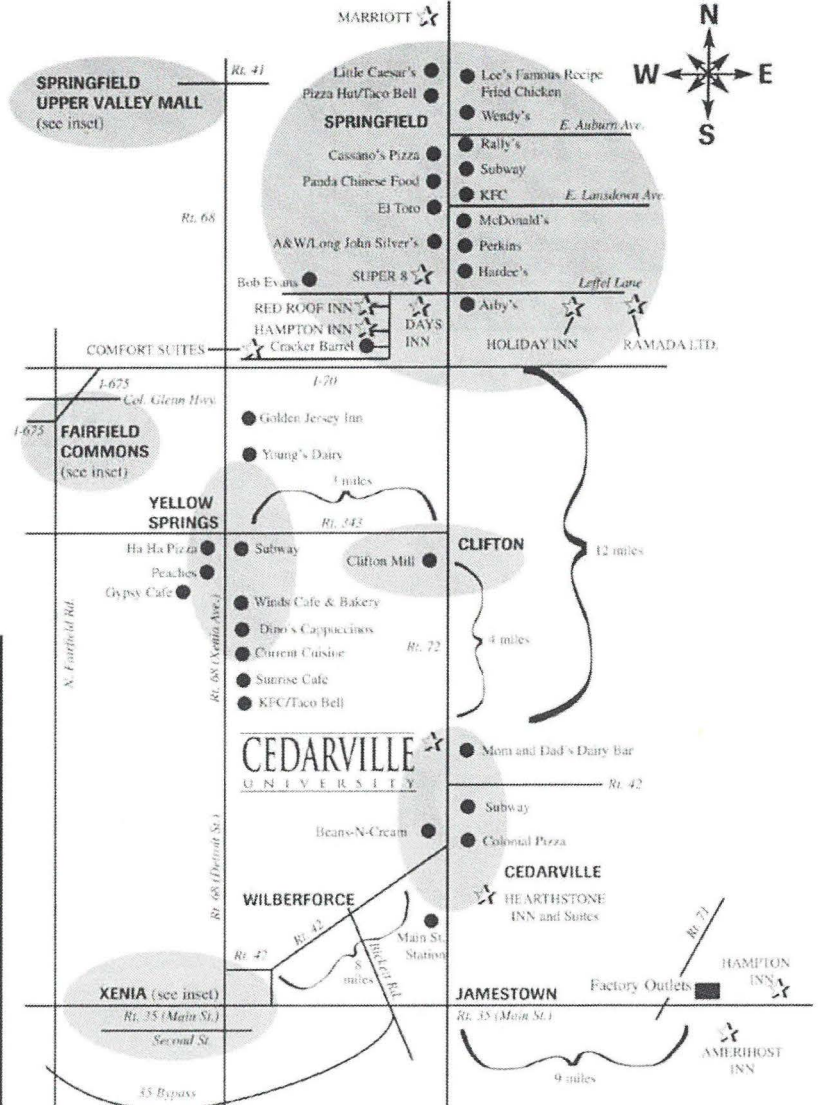 MARRIOTT
N
W E
S
Rt. 41
SPRINGFIELD
UPPER VALLEY MALL
(see inset)
Little Caesar's
Pizza Hut/Taco Bell
SPRINGFIELD
Cassano's Pizza
Panda Chinese Food
El Toro
A&W/Long John Silver's
Lee's Famous Recipe
Fried Chicken
Wendy's
E. Auburn Ave.
Rally's
Subway
KFC
E. Lansdown Ave.
McDonald's
Perkins
Hardee's
Leffel Lane
Rt. 68
Bob Evans
SUPER 8
RED ROOF INN
HAMPTON INN
DAYS
INN
Arby's
HOLIDAY INN
RAMADA LTD.
COMFORT SUITES
Cracker Barrel
I-70
I-675
Col. Glenn Hwy.
I-675
FAIRFIELD
COMMONS
(see inset)
Golden Jersey Inn
Young's Dairy
3 miles
YELLOW
SPRINGS
Rt. 343
Ha Ha Pizza
Peaches
Gypsy Cafe
Subway
Clifton Mill
CLIFTON
12 miles
Winds Cafe & Bakery
Dino's Cappuccinos
Current Cuisine
Sunrise Cafe
KFC/Taco Bell
N. Fairfield Rd.
Rt. 68 (Xenia Ave.)
Rt. 72
4 miles
CEDARVILLE
UNIVERSITY
Mom and Dad's Dairy Bar
Rt. 42
Subway
Beans-N-Cream
Colonial Pizza
CEDARVILLE
HEARTHSTONE
INN and Suites
Rt. 68 (Detroit St.)
WILBERFORCE
Rt. 42
Rt. 42
8
miles
Bickett Rd.
Main St.
Station
Rt. 71
HAMPTON
INN
Factory Outlets
XENIA (see inset)
Rt. 35 (Main St.)
Second St.
JAMESTOWN
Rt. 35 (Main St.)
AMERIHOST
INN
9 miles
35 Bypass